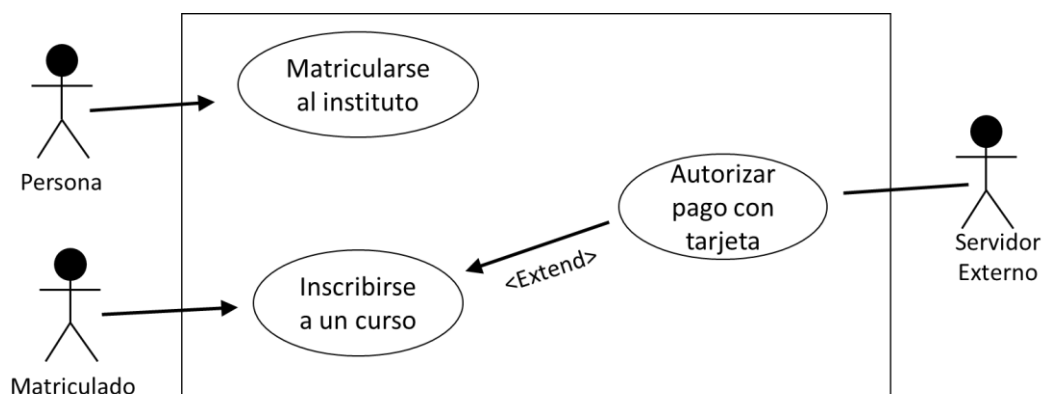 Matricularse
al instituto
Persona
Autorizar
pago con
tarjeta
Servidor
Externo
<Extend>
Inscribirse
a un curso
Matriculado